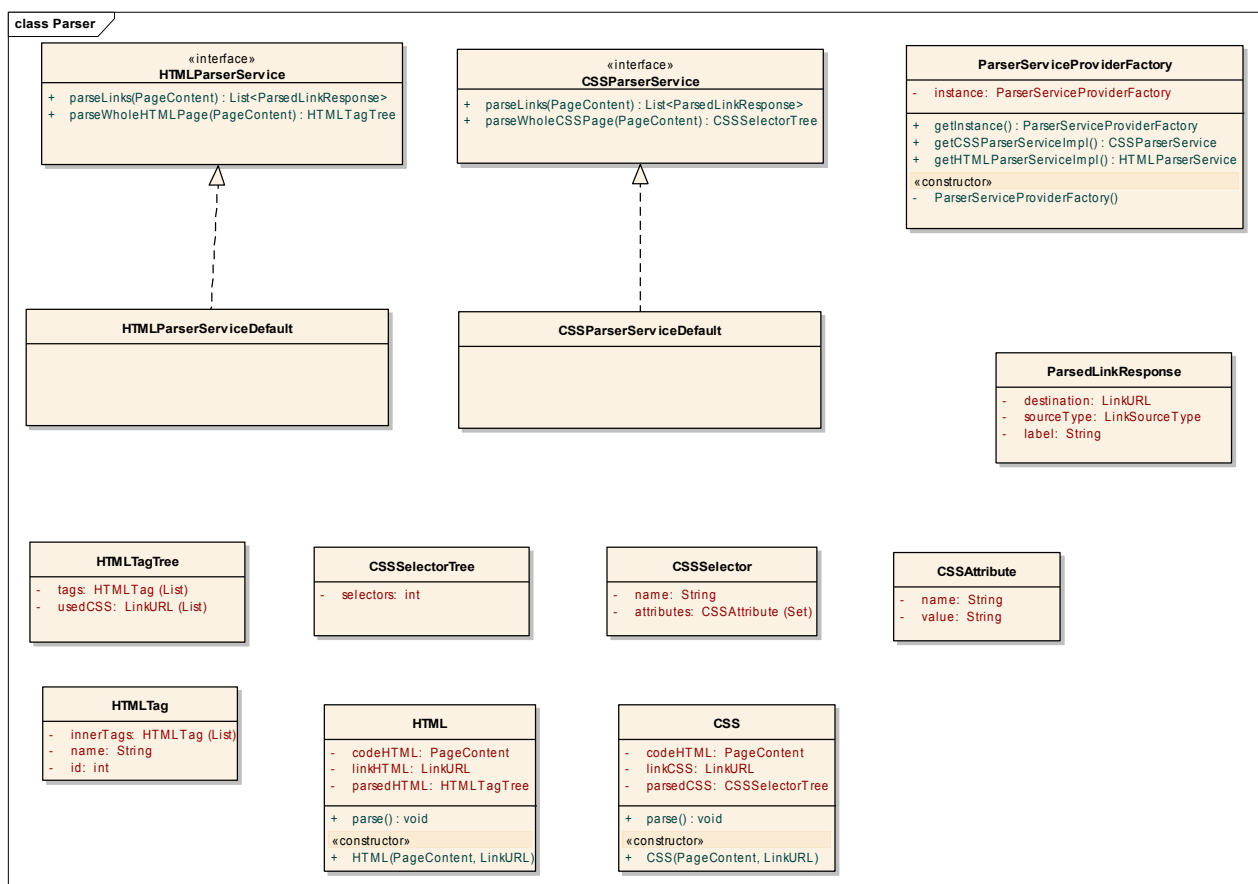 class Parser
«interface»
HTMLParserService
+ parseLinks(PageContent) : List<ParsedLinkResponse>
+ parseWholeHTMLPage(PageContent) : HTMLTagTree
«interface»
CSSParserService
+ parseLinks(PageContent) : List<ParsedLinkResponse>
+ parseWholeCSSPage(PageContent) : CSSSelectorTree
ParserServiceProviderFactory
- instance: ParserServiceProviderFactory
+ getInstance() : ParserServiceProviderFactory
+ getCSSParserServiceImpl() : CSSParserService
+ getHTMLParserServiceImpl() : HTMLParserService
«constructor»
- ParserServiceProviderFactory()
HTMLParserServiceDefault
CSSParserServiceDefault
ParsedLinkResponse
- destination: LinkURL
- sourceType: LinkSourceType
- label: String
HTMLTagTree
- tags: HTMLTag (List)
- usedCSS: LinkURL (List)
CSSSelectorTree
- selectors: int
CSSSelector
- name: String
- attributes: CSSAttribute (Set)
CSSAttribute
- name: String
- value: String
HTMLTag
- innerTags: HTMLTag (List)
- name: String
- id: int
HTML
- codeHTML: PageContent
- linkHTML: LinkURL
- parsedHTML: HTMLTagTree
+ parse() : void
«constructor»
+ HTML(PageContent, LinkURL)
CSS
- codeHTML: PageContent
- linkCSS: LinkURL
- parsedCSS: CSSSelectorTree
+ parse() : void
«constructor»
+ CSS(PageContent, LinkURL)